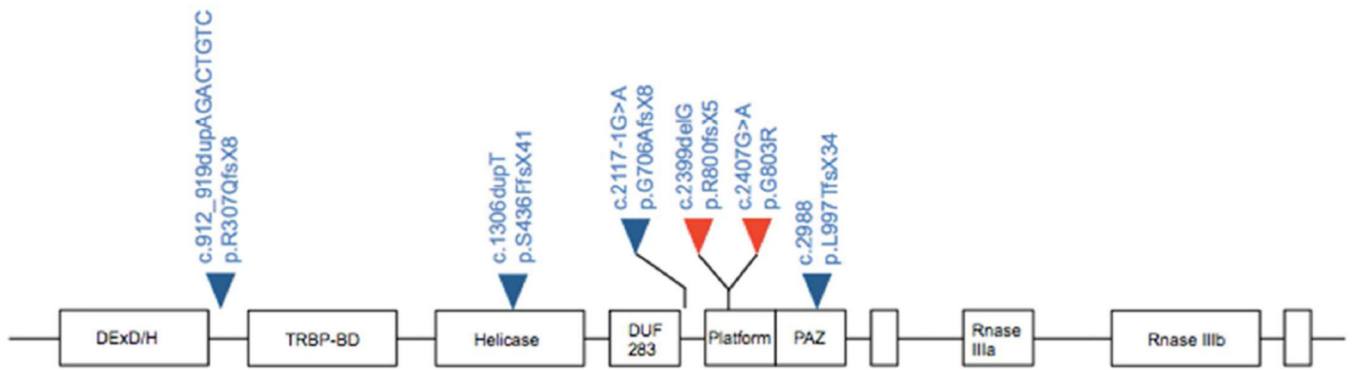 c.912_919dupAGACTGTC
p.R307QfsX8
c.1306dupT
p.S436FfsX41
c.2117-1G>A
p.G706AfsX8
c.2399delG
p.R800fsX5
c.2407G>A
p.G803R
c.2988
p.L997TfsX34
DExD/H
TRBP-BD
Helicase
DUF
283
Platform
PAZ
Rnase
IIIa
Rnase IIIb